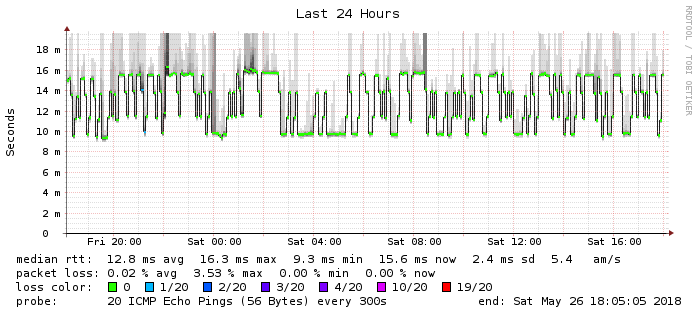 Last 24 Hours
RRDTOOL / TOBI OETIKER
Seconds
18 m
16 m
14 m
12 m
10 m
8 m
6 m
4 m
2 m
0
Fri 20:00 Sat 00:00 Sat 04:00 Sat 08:00 Sat 12:00 Sat 16:00
median rtt: 12.8 ms avg 16.3 ms max 9.3 ms min 15.6 ms now 2.4 ms sd 5.4 am/s
packet loss: 0.02 % avg 3.53 % max 0.00 % min 0.00 % now
loss color: 0 1/20 2/20 3/20 4/20 10/20 19/20
probe: 20 ICMP Echo Pings (56 Bytes) every 300s end: Sat May 26 18:05:05 2018